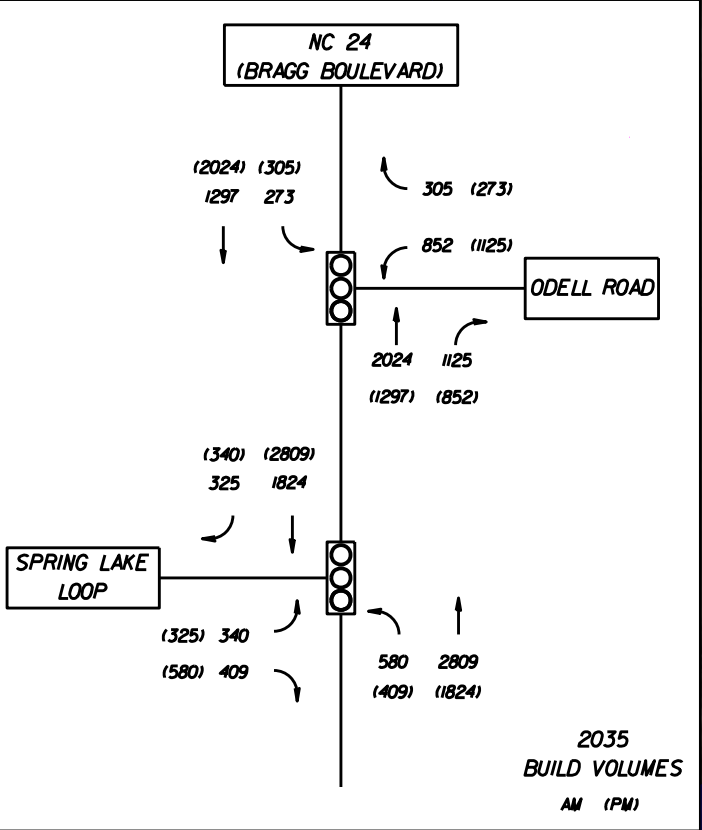 NC 24
(BRAGG BOULEVARD)
(2024) (305)
1297 273
305 (273)
852 (1125)
ODELL ROAD
2024 1125
(1297) (852)
(340) (2809)
325 1824
SPRING LAKE
LOOP
(325) 340
(580) 409
580 2809
(409) (1824)
2035
BUILD VOLUMES
AM (PM)